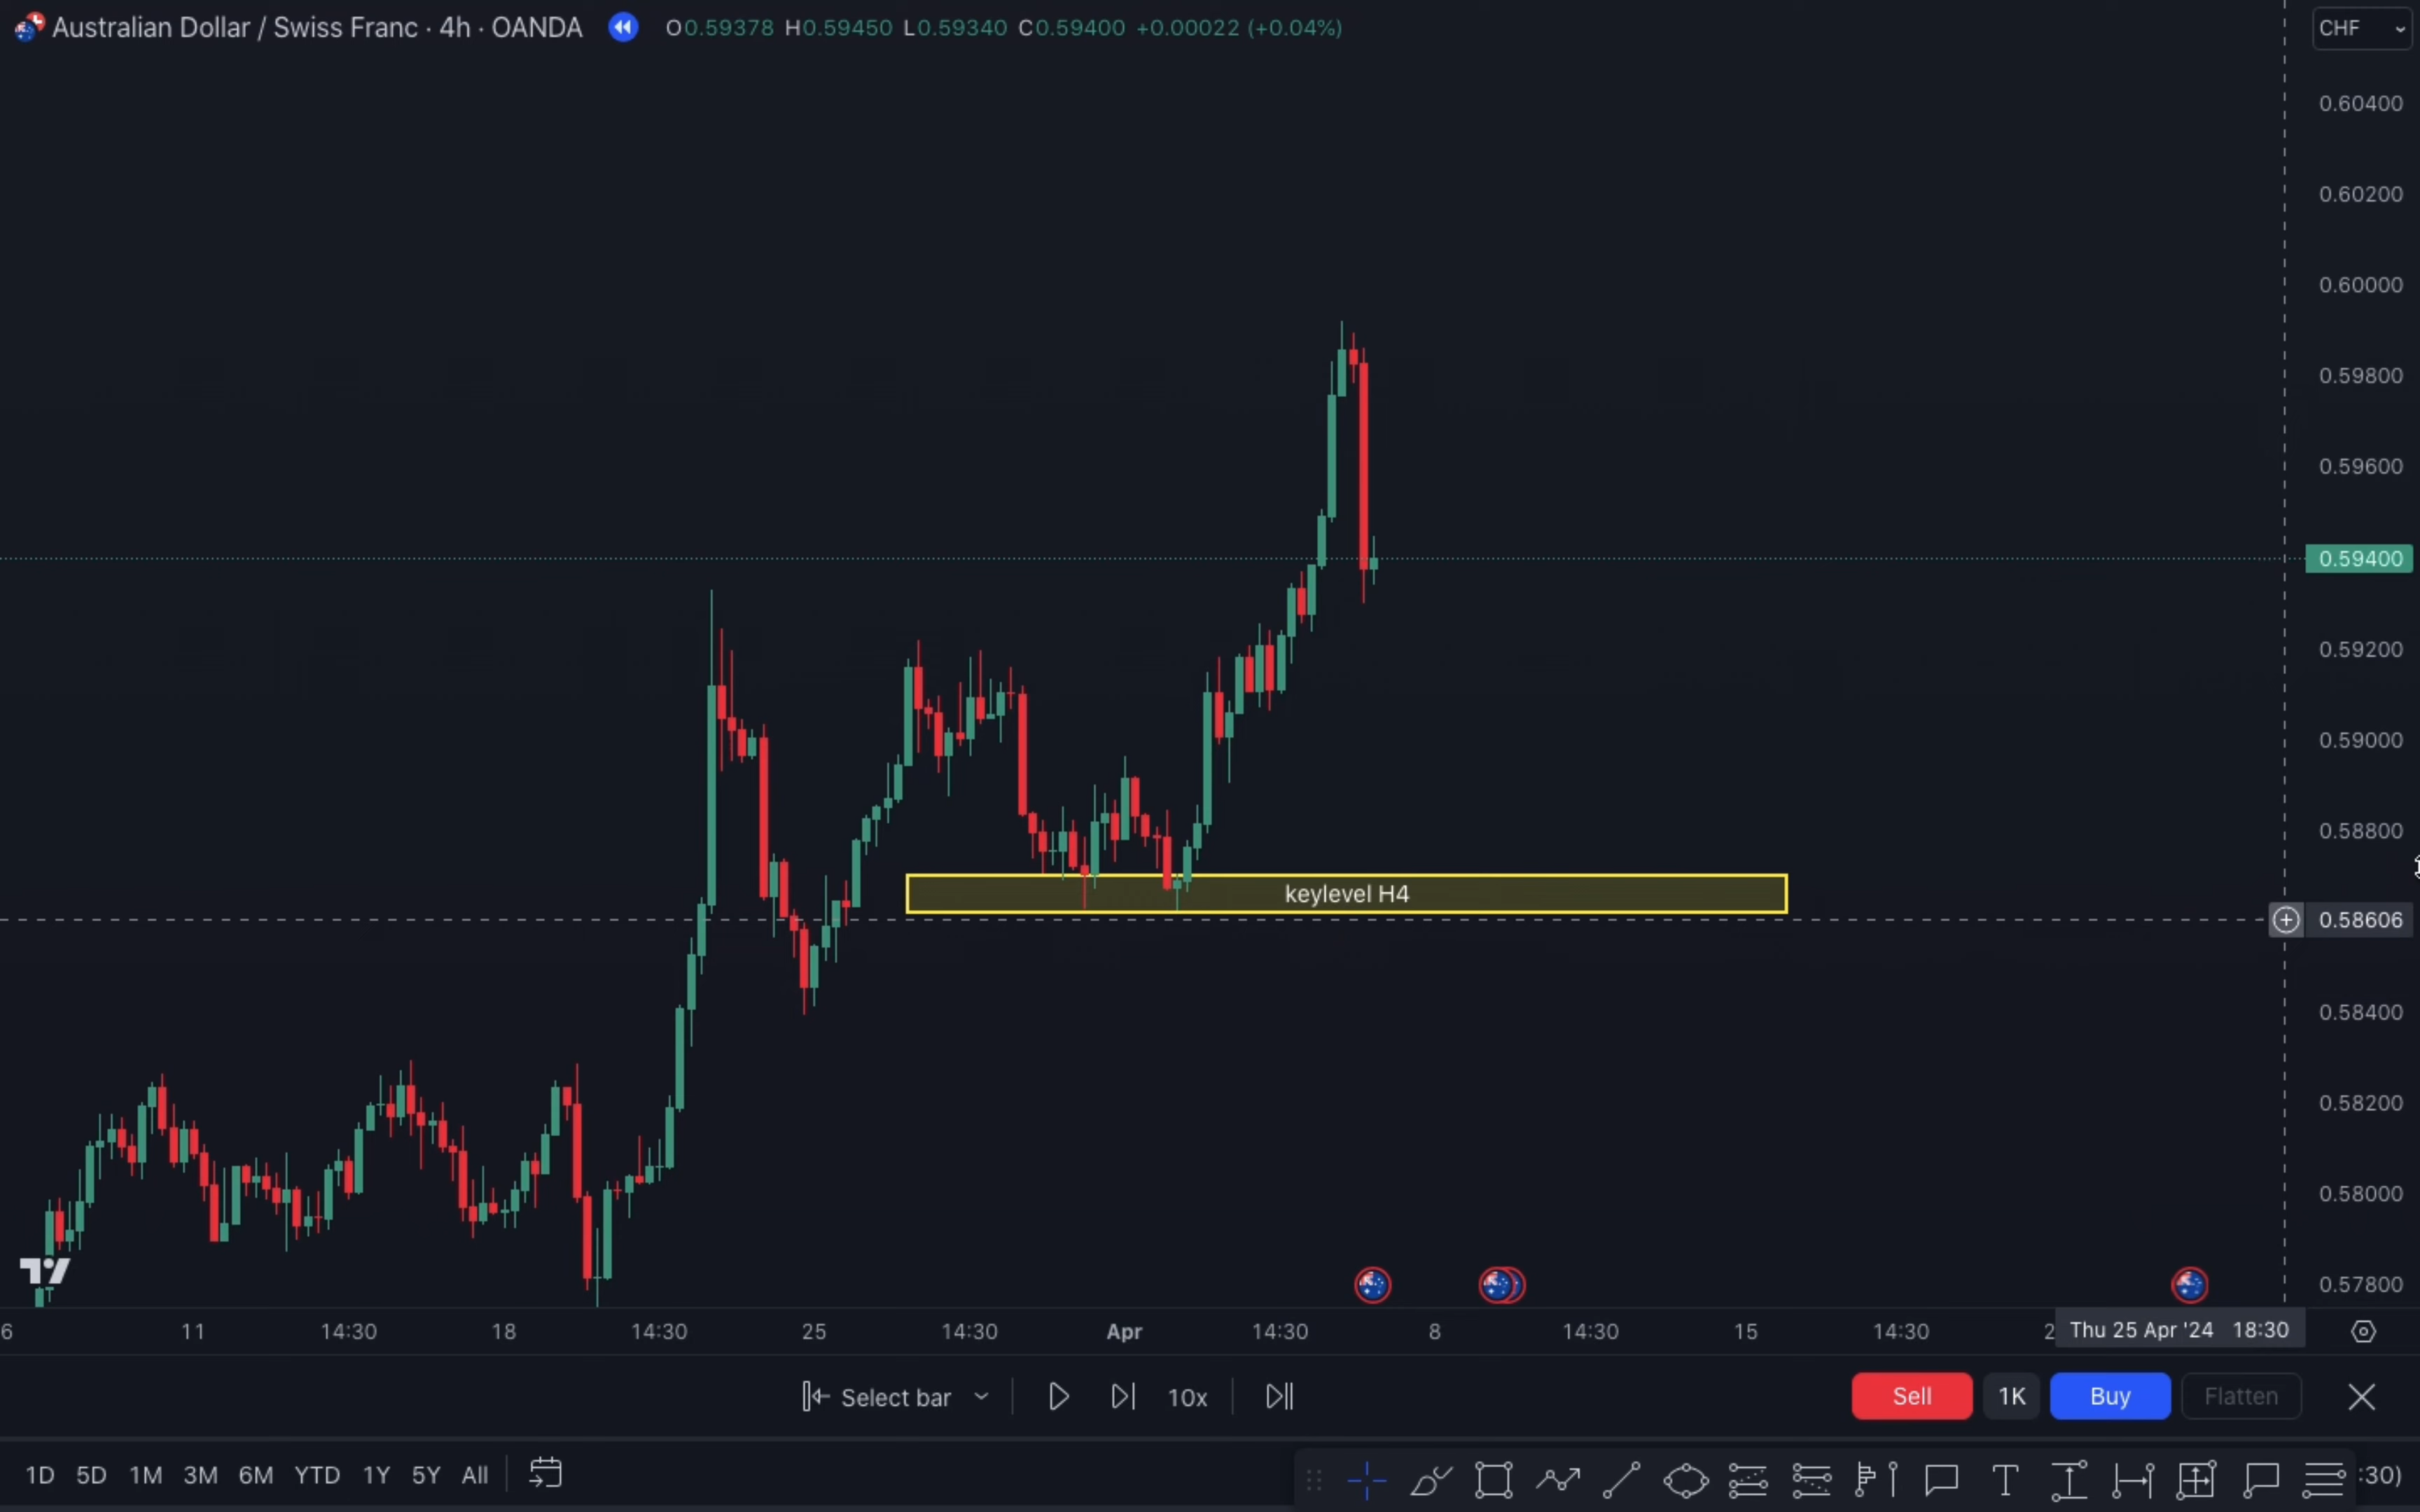 Australian Dollar / Swiss Franc · 4h · OANDA O0.59378 H0.59450 L0.59340 C0.59400 +0.00022 (+0.04%)
CHF
0.60400
0.60200
0.60000
0.59800
0.59600
0.59400
0.59200
0.59000
0.58800
keylevel H4
0.58606
0.58400
0.58200
0.58000
0.57800
6 11 14:30 18 14:30 25 14:30 Apr 14:30 8 14:30 15 14:30 2 Thu 25 Apr '24 18:30
Select bar 10x Sell 1K Buy Flatten
1D 5D 1M 3M 6M YTD 1Y 5Y All :30)